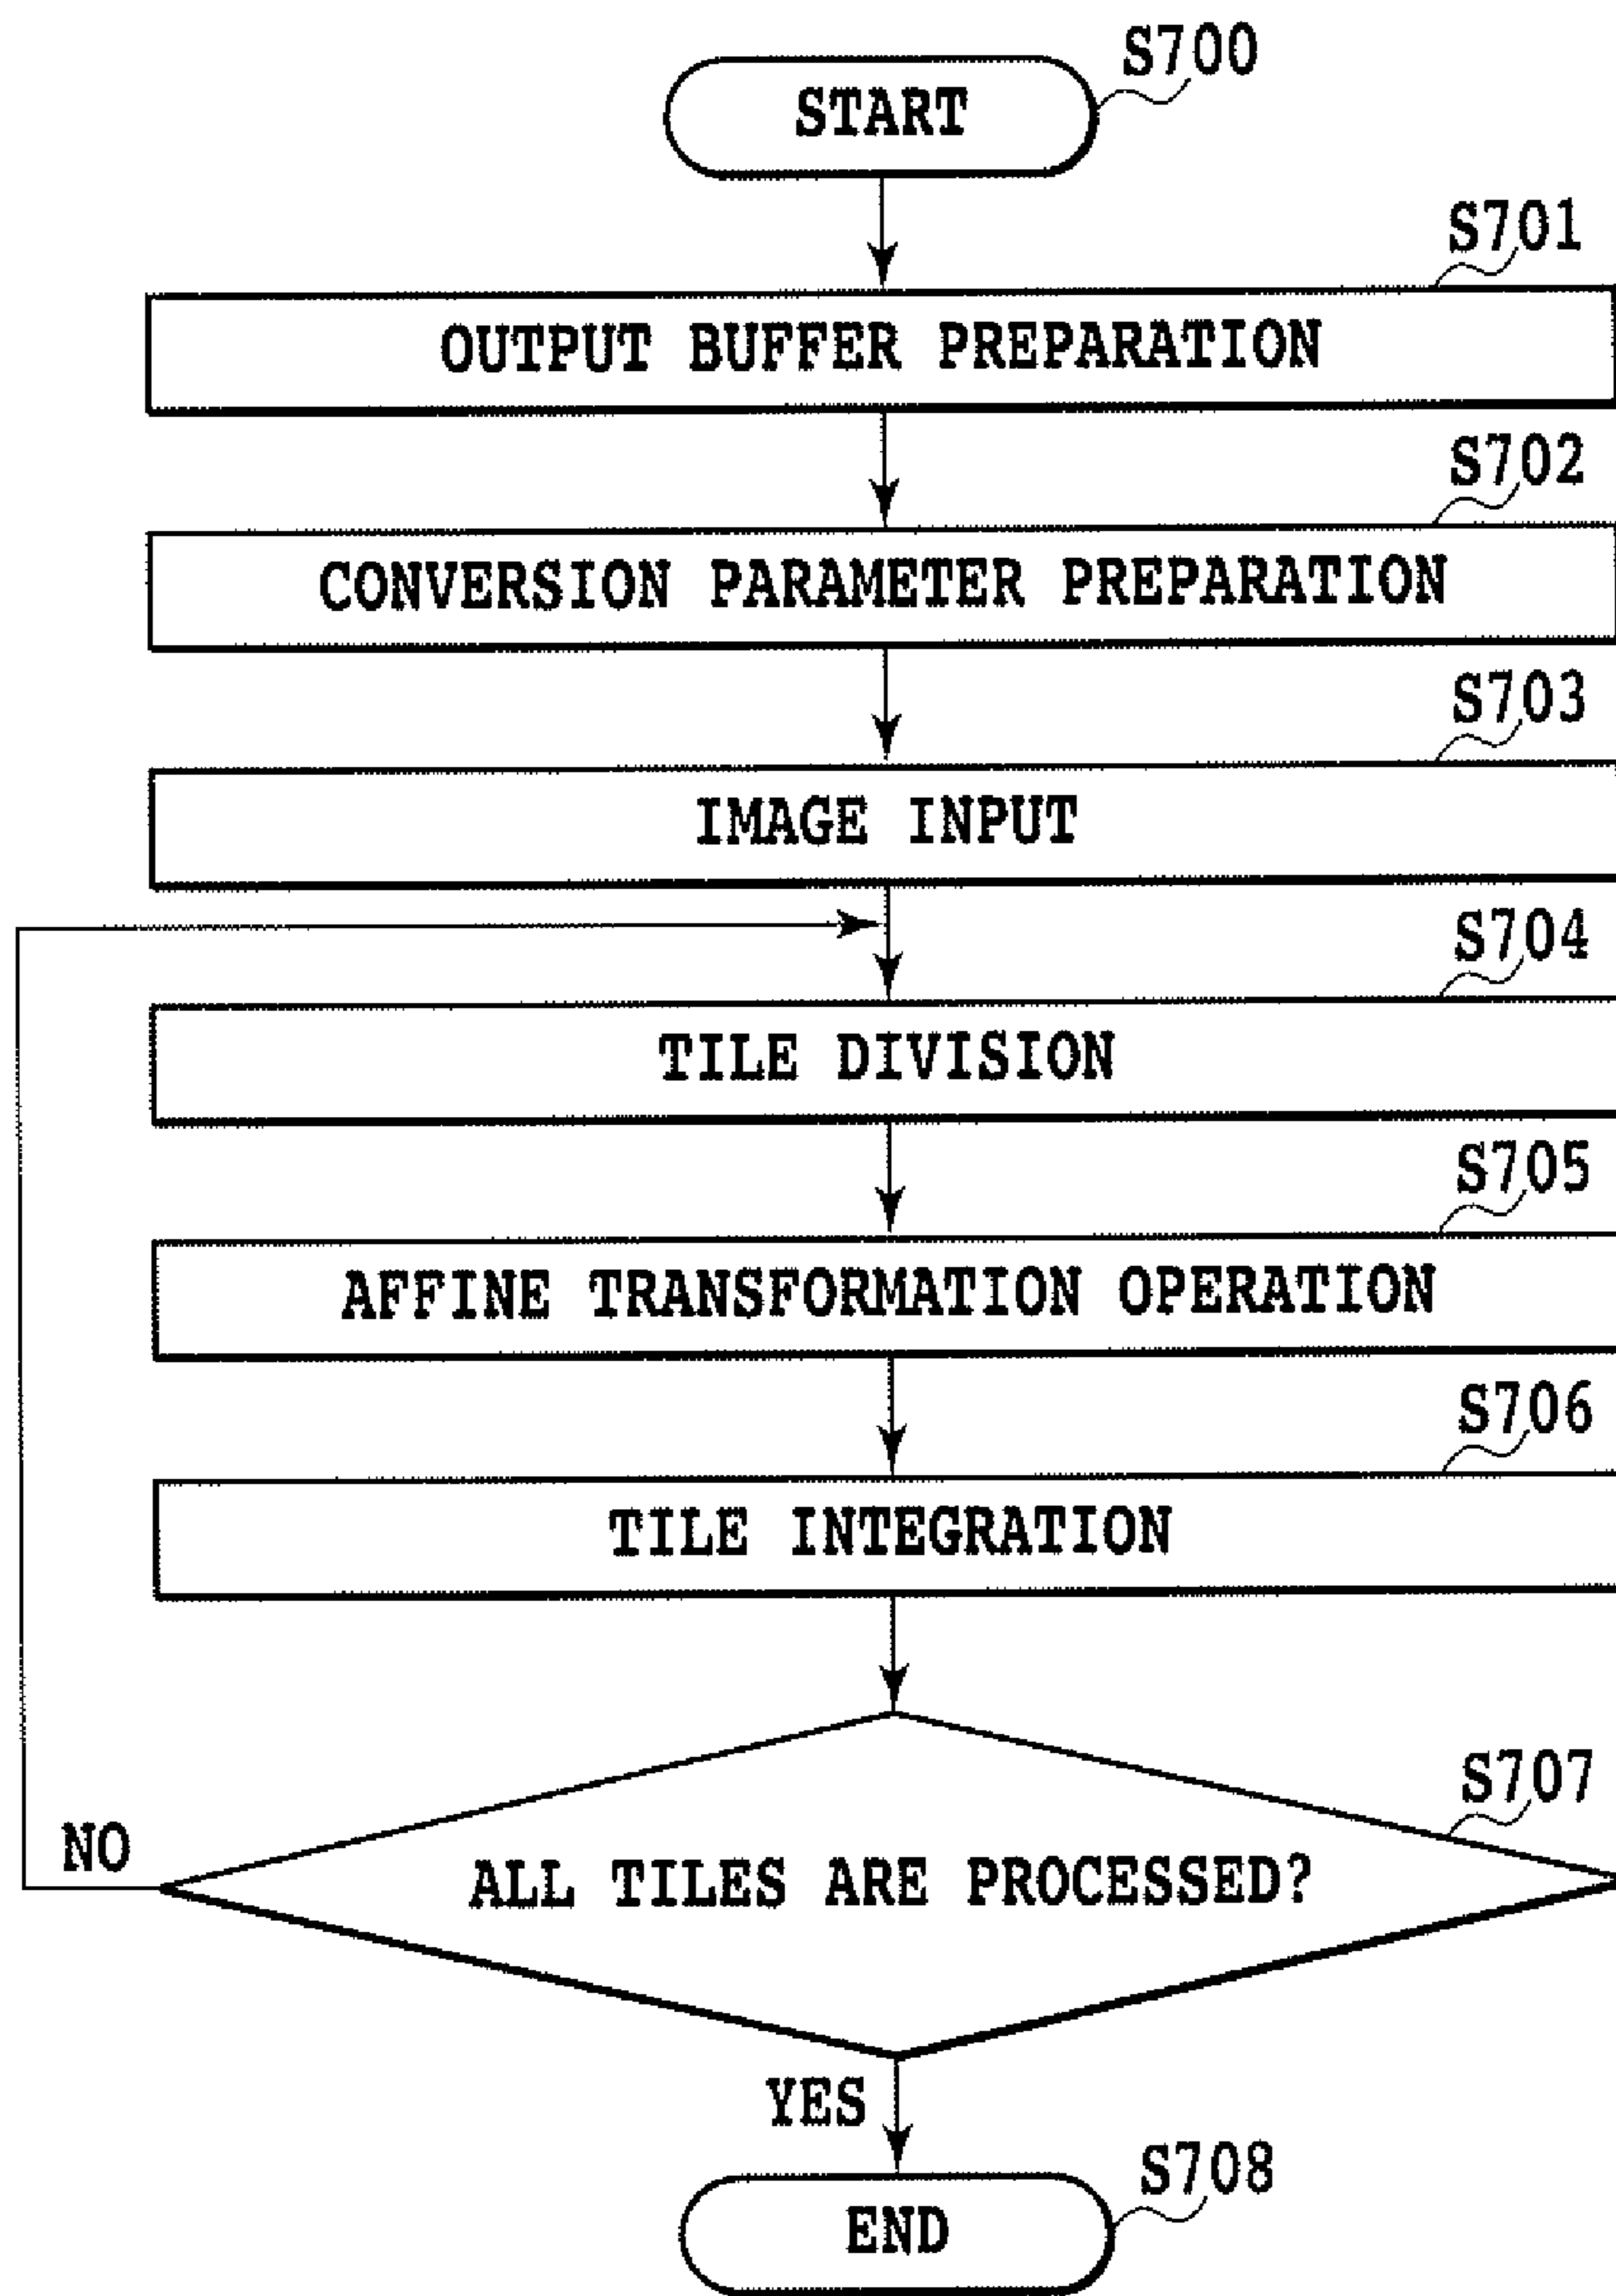 S700
START
S701
OUTPUT BUFFER PREPARATION
S702
CONVERSION PARAMETER PREPARATION
S703
IMAGE INPUT
S704
TILE DIVISION
S705
AFFINE TRANSFORMATION OPERATION
S706
TILE INTEGRATION
S707
NO
ALL TILES ARE PROCESSED?
YES
S708
END